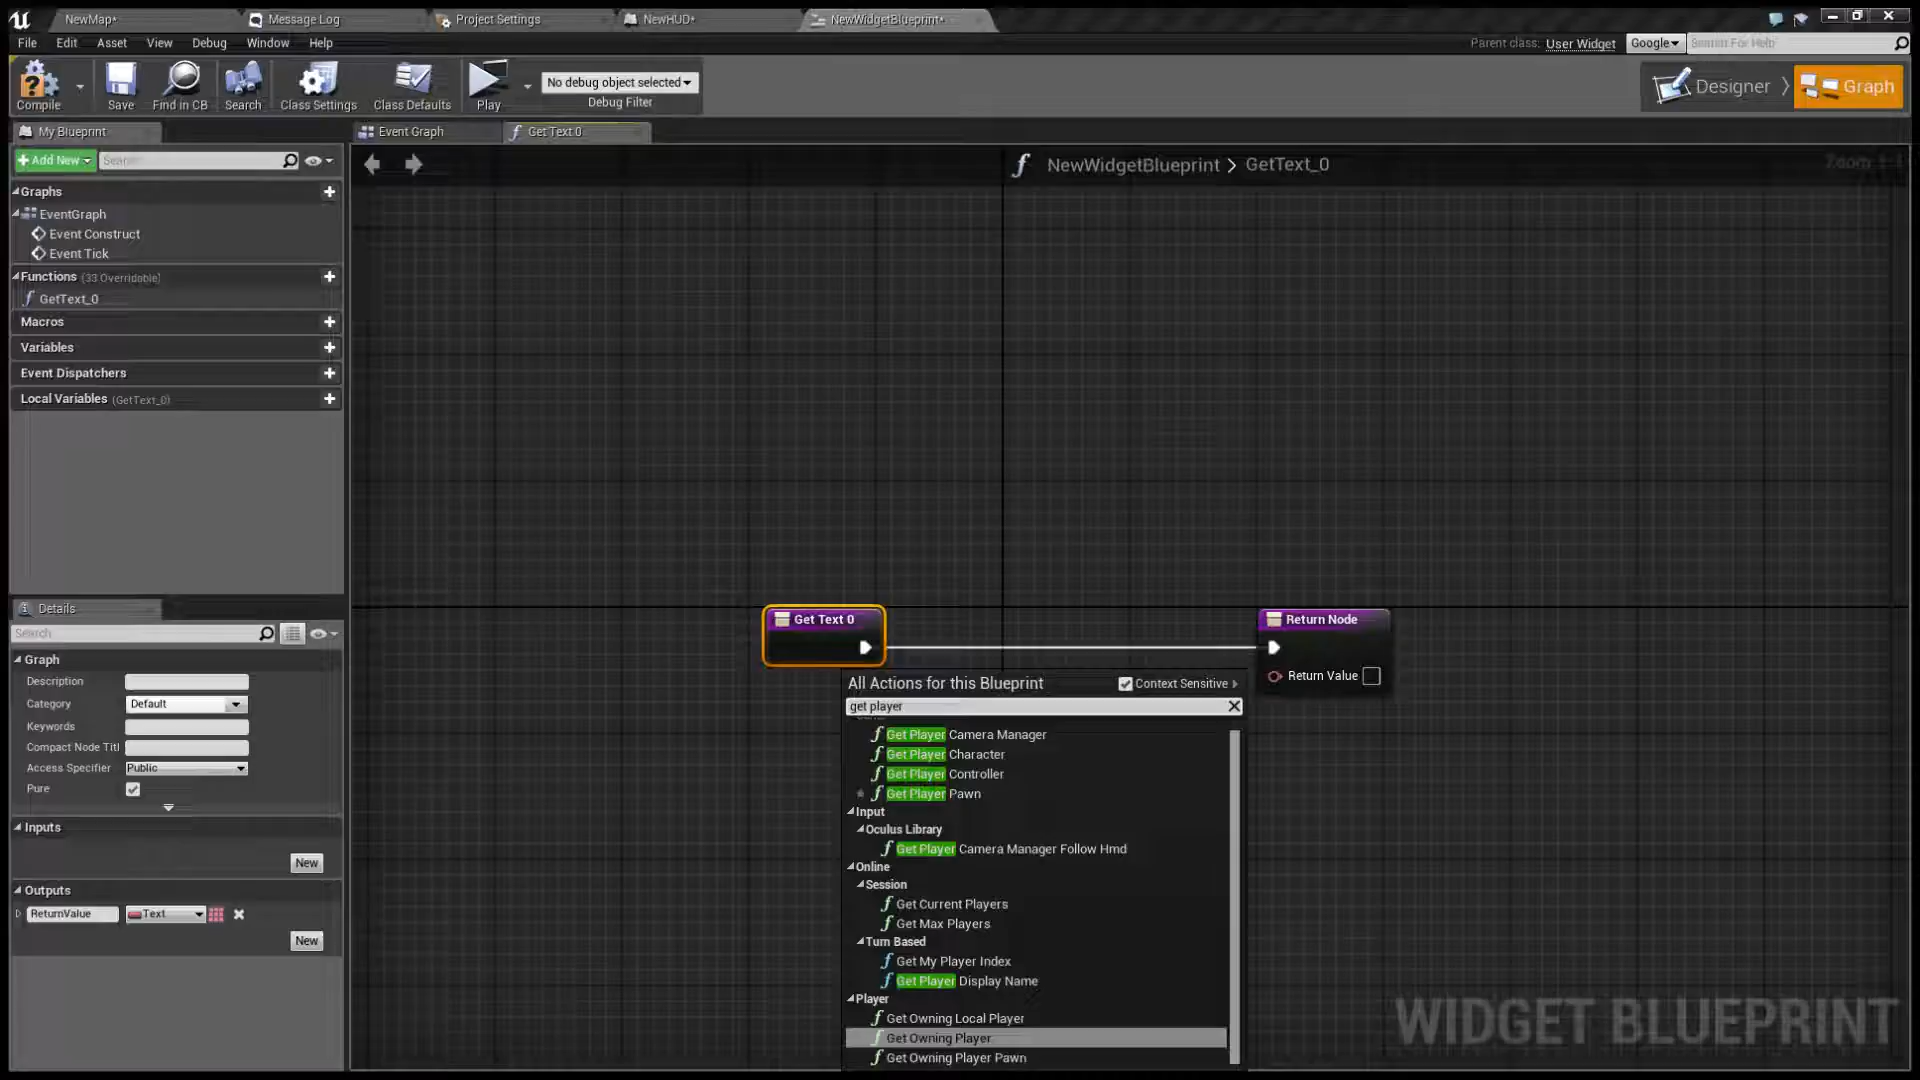 NewMap*
Message Log
Project Settings
NewHUD*
NewWidgetBlueprint*
File Edit Asset View Debug Window Help
Parent class: User Widget Google Search For Help
Compile
Save
Find in CB
Search
Class Settings
Class Defaults
Play
No debug object selected
Debug Filter
Designer
Graph
My Blueprint
Event Graph
Get Text 0
Add New Search
NewWidgetBlueprint > GetText_0
Graphs
EventGraph
Event Construct
Event Tick
Functions (33 Overridable)
GetText_0
Macros
Variables
Event Dispatchers
Local Variables (GetText_0)
Details
Search
Graph
Description
Category Default
Keywords
Compact Node Titl
Access Specifier Public
Pure
Inputs
New
Outputs
ReturnValue Text
New
Get Text 0
Return Node
Return Value
All Actions for this Blueprint Context Sensitive
get player
Get Player Camera Manager
Get Player Character
Get Player Controller
Get Player Pawn
Input
Oculus Library
Get Player Camera Manager Follow Hmd
Online
Session
Get Current Players
Get Max Players
Turn Based
Get My Player Index
Get Player Display Name
Player
Get Owning Local Player
Get Owning Player
Get Owning Player Pawn
WIDGET BLUEPRINT